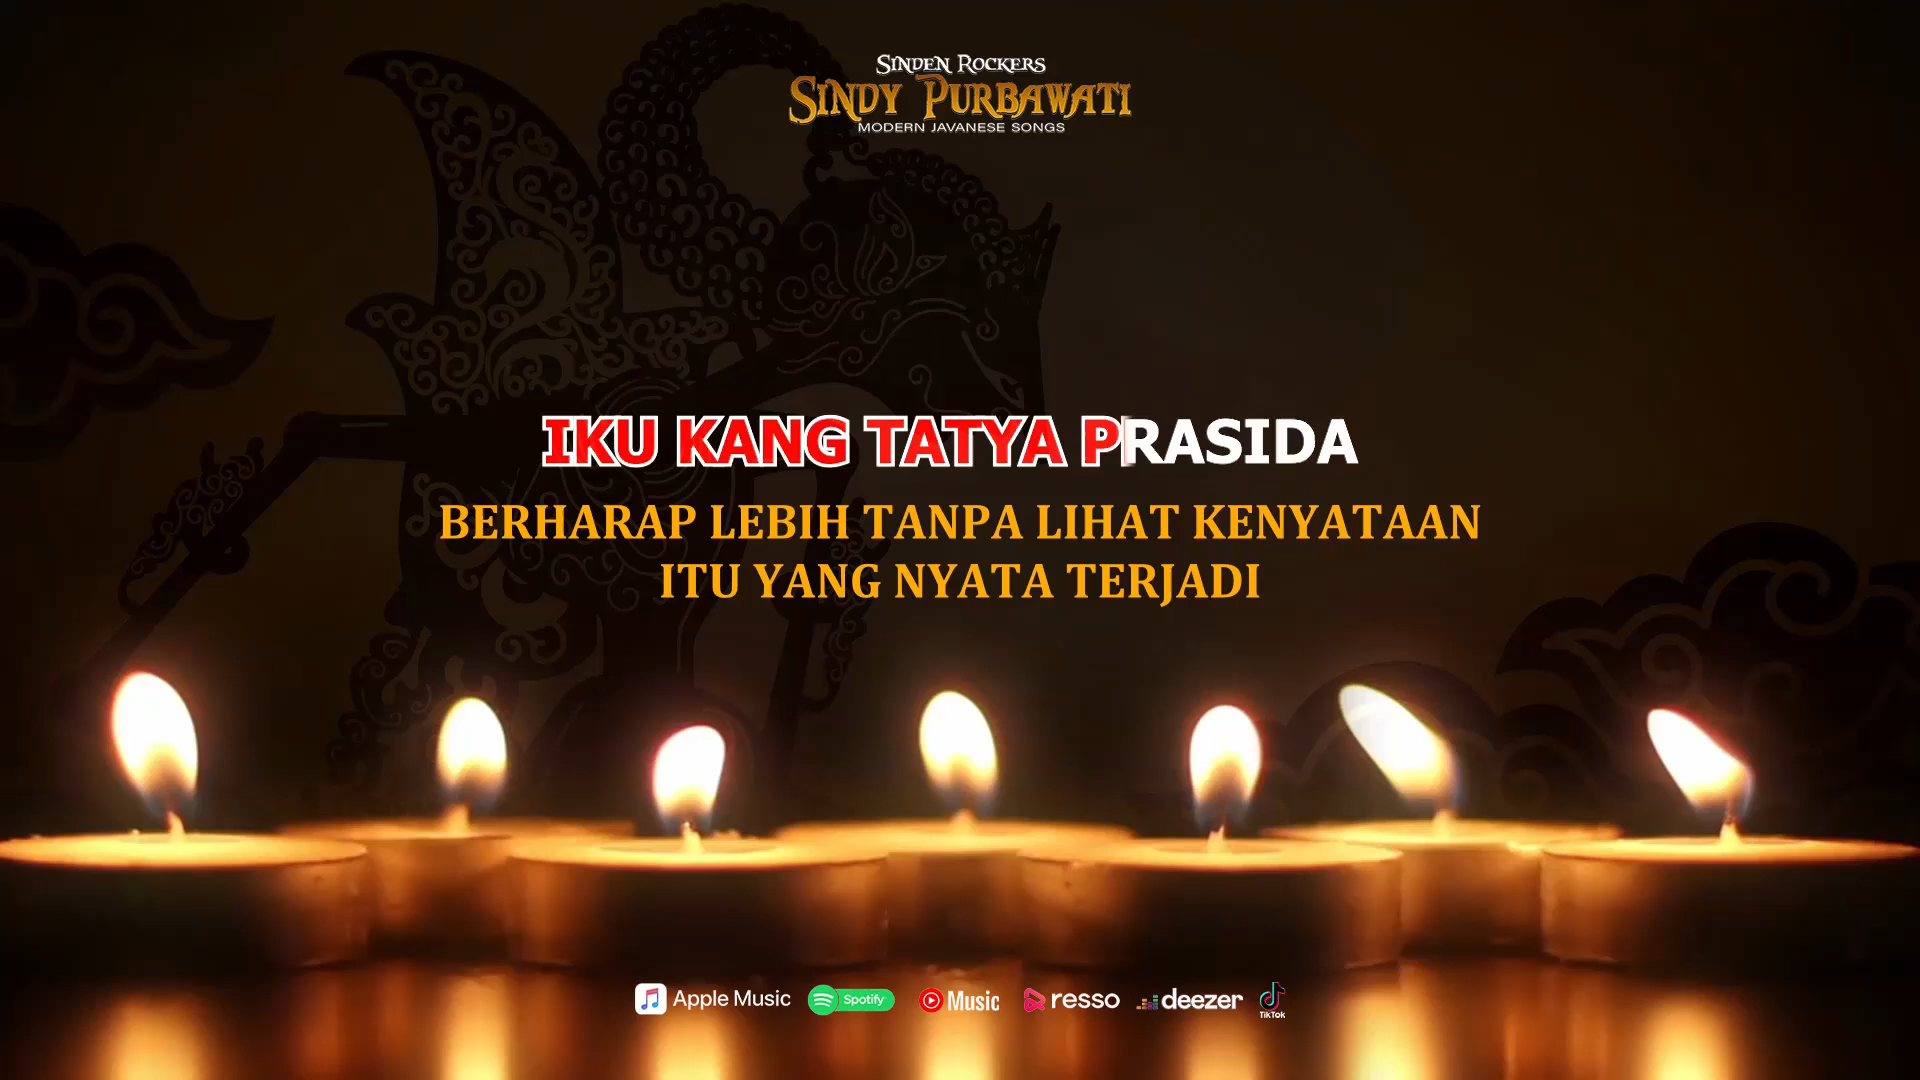 SINDEN ROCKERS
SINDY PURBAWATI
MODERN JAVANESE SONGS
IKU KANG TATYA PRASIDA
BERHARAP LEBIH TANPA LIHAT KENYATAAN
ITU YANG NYATA TERJADI
Apple Music Spotify Music resso deezer TikTok